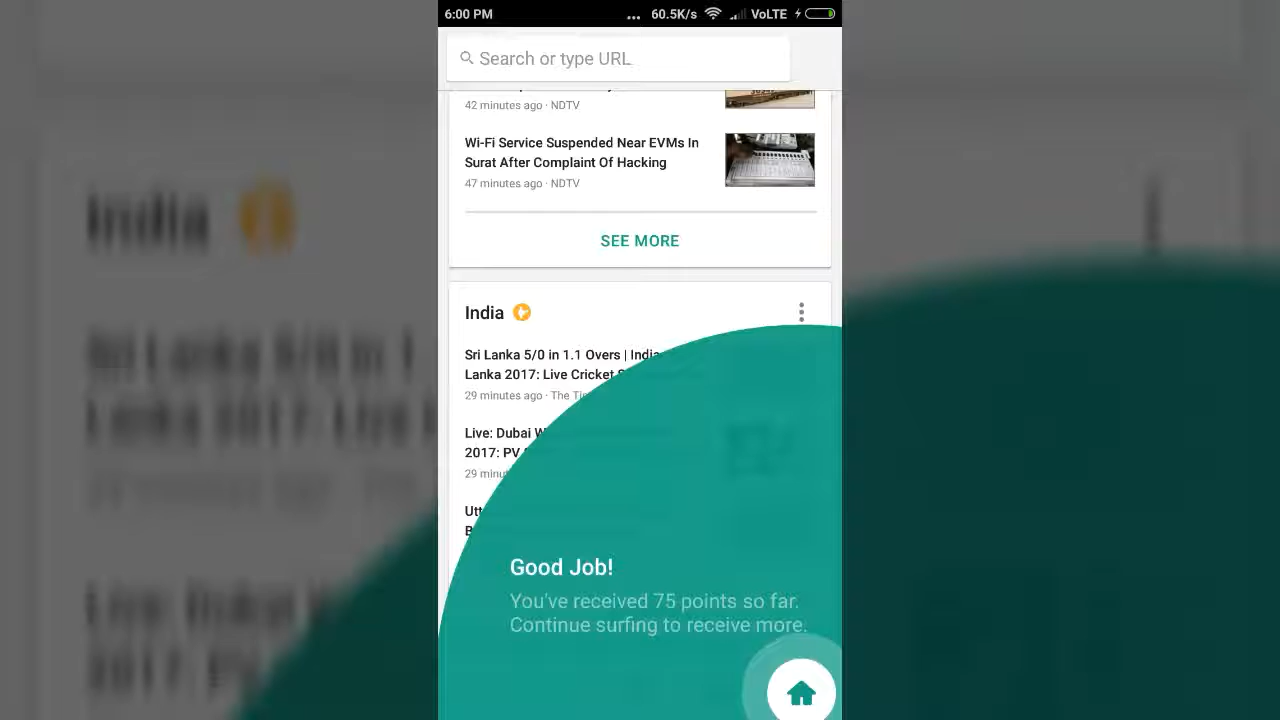 6:00 PM ... 60.5K/s VoLTE
Search or type URL
42 minutes ago · NDTV
Wi-Fi Service Suspended Near EVMs In
Surat After Complaint Of Hacking
47 minutes ago · NDTV
SEE MORE
India
Sri Lanka 5/0 in 1.1 Overs | India
Lanka 2017: Live Cricket
29 minutes ago · The
Live: Dubai
2017: PV
29
Good Job!
You've received 75 points so far.
Continue surfing to receive more.